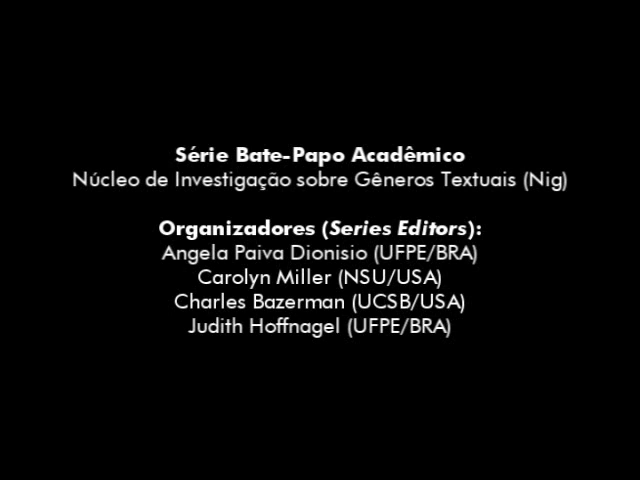 Série Bate-Papo Acadêmico
Núcleo de Investigação sobre Gêneros Textuais (Nig)
Organizadores (Series Editors):
Angela Paiva Dionisio (UFPE/BRA)
Carolyn Miller (NSU/USA)
Charles Bazerman (UCSB/USA)
Judith Hoffnagel (UFPE/BRA)